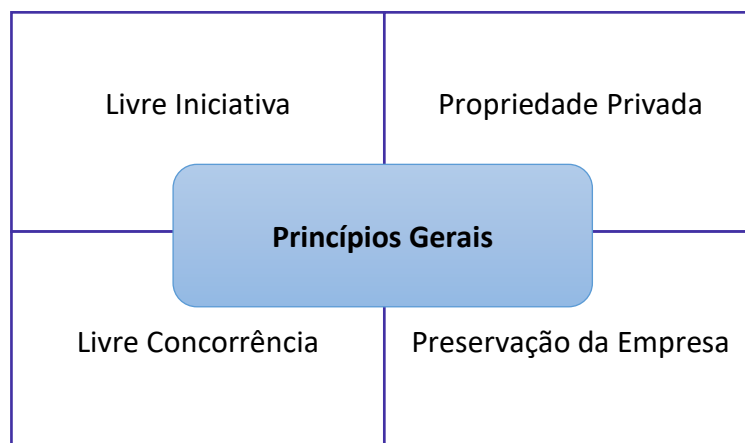 Livre Iniciativa
Propriedade Privada
Princípios Gerais
Livre Concorrência
Preservação da Empresa